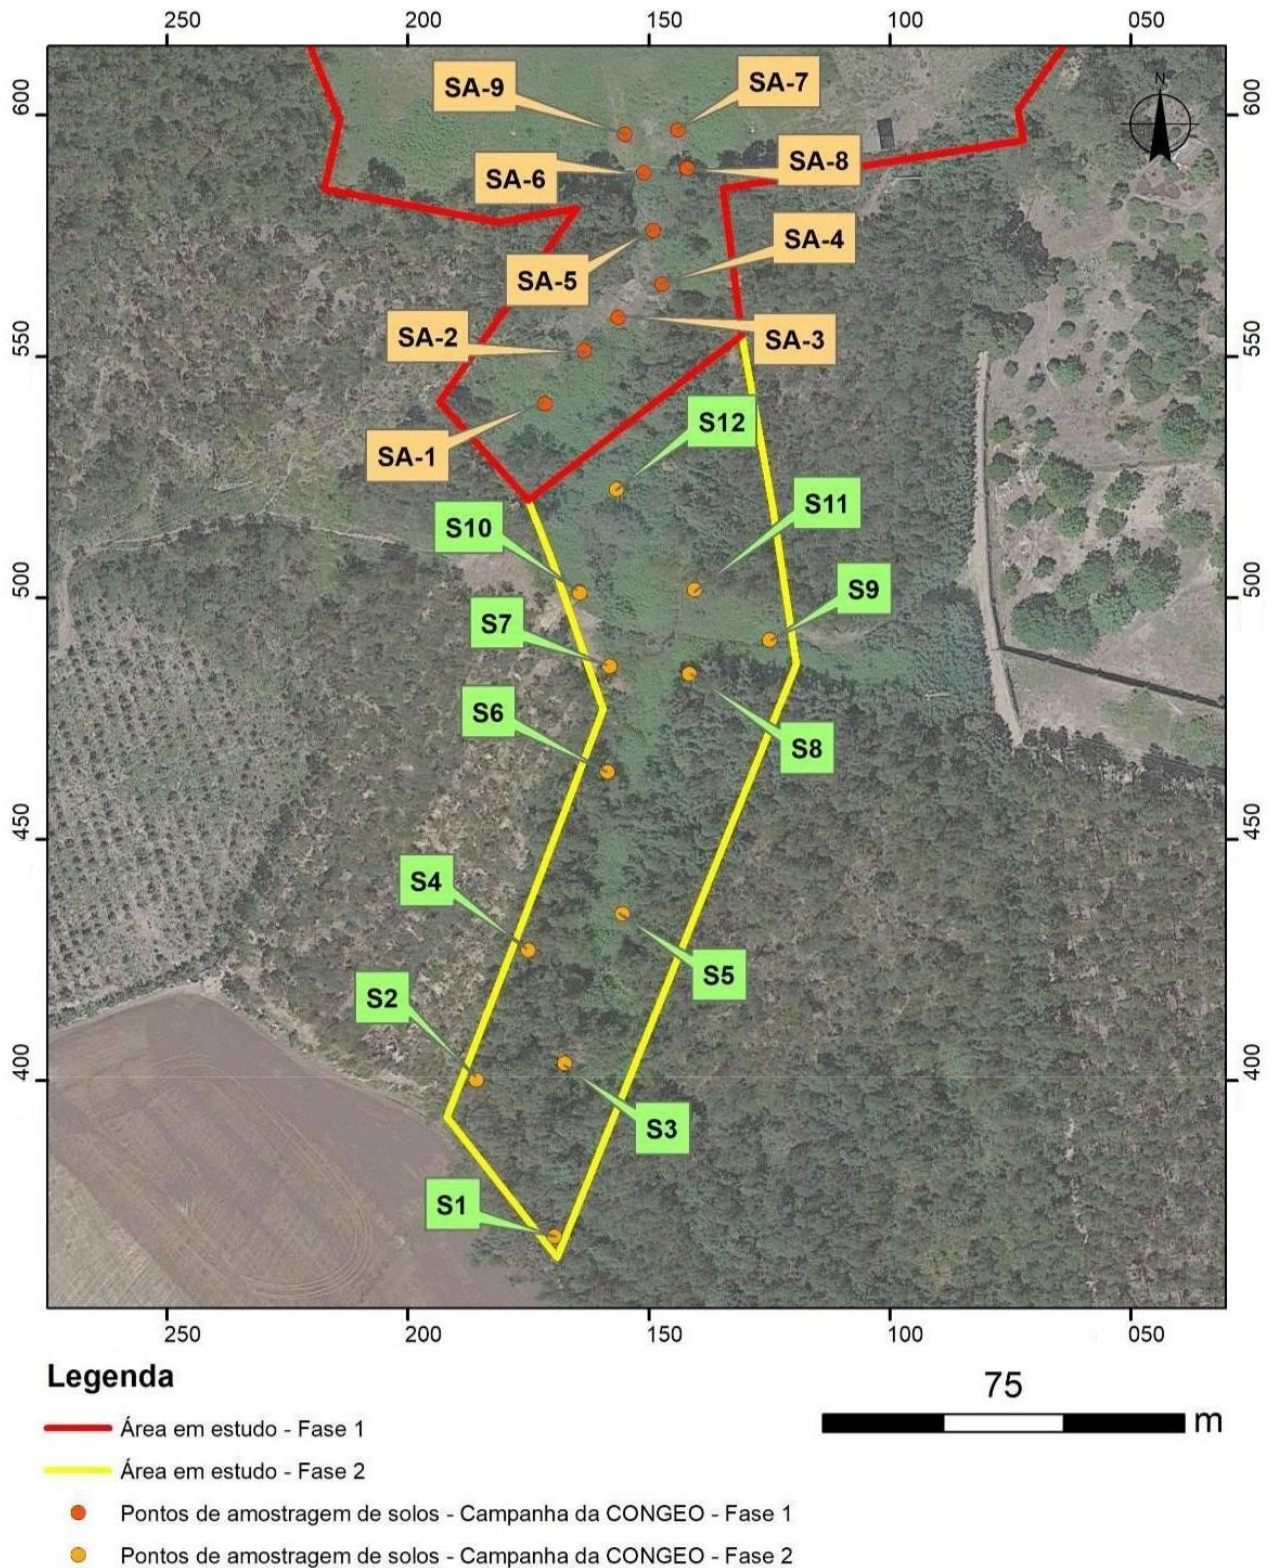 250 200 150 100 050
N
600 600
SA-9 SA-7
SA-6 SA-8
SA-5 SA-4
SA-2 SA-3
550 550
SA-1 S12
S10 S11
500 500
S7 S9
S6 S8
450 450
S4 S5
S2
400 400
S3
S1
250 200 150 100 050
Legenda
75
m
Área em estudo - Fase 1
Área em estudo - Fase 2
Pontos de amostragem de solos - Campanha da CONGEO - Fase 1
Pontos de amostragem de solos - Campanha da CONGEO - Fase 2